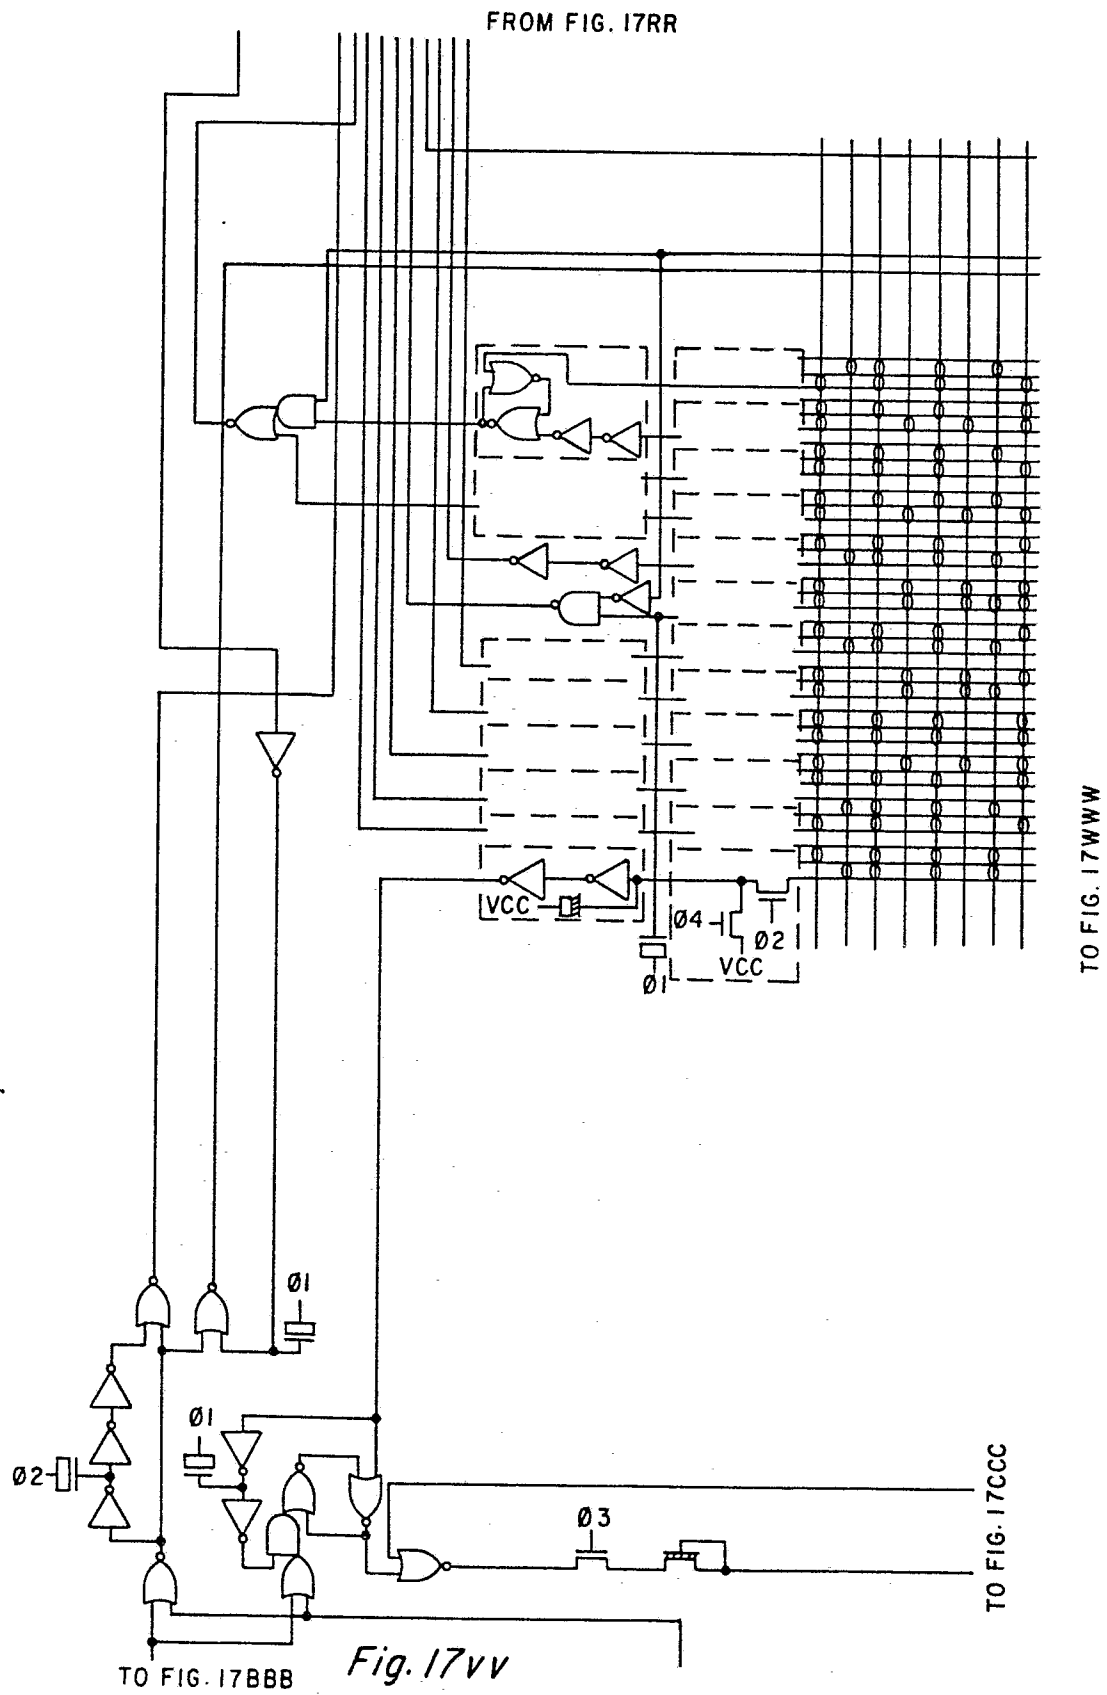 FROM FIG. 17RR
VCC
Ø4
Ø2
VCC
Ø1
TO FIG. 17WWW
Ø1
Ø1
Ø2
Ø3
TO FIG. 17CCC
TO FIG. 17BBB
Fig. 17vv